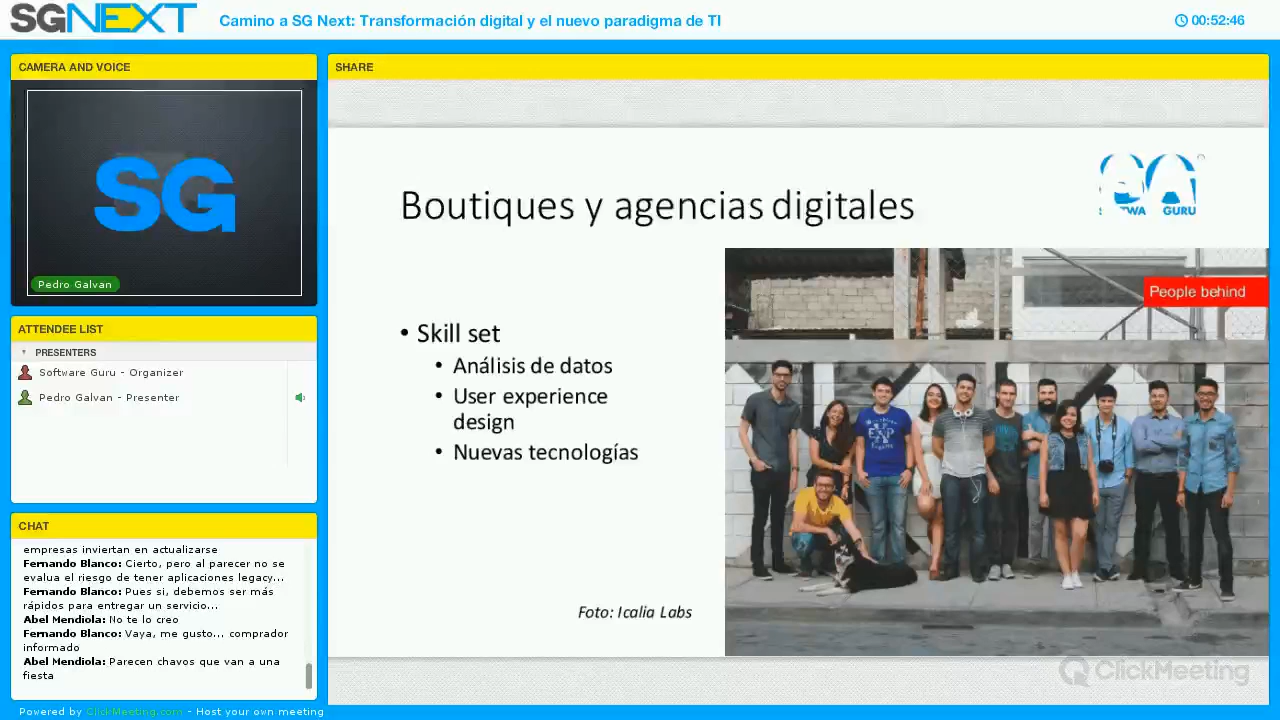 SGNEXT
Camino a SG Next: Transformación digital y el nuevo paradigma de TI
00:52:46
CAMERA AND VOICE
SG
Pedro Galvan
ATTENDEE LIST
PRESENTERS
Software Guru - Organizer
Pedro Galvan - Presenter
CHAT
empresas inviertan en actualizarse
Fernando Blanco: Cierto, pero al parecer no se
evalua el riesgo de tener aplicaciones legacy...
Fernando Blanco: Pues si, debemos ser más
rápidos para entregar un servicio...
Abel Mendiola: No te lo creo
Fernando Blanco: Vaya, me gusto... comprador
informado
Abel Mendiola: Parecen chavos que van a una
fiesta
SHARE
Boutiques y agencias digitales
GURU
People behind
• Skill set
• Análisis de datos
• User experience
design
• Nuevas tecnologías
Foto: Icalia Labs
ClickMeeting
Powered by ClickMeeting.com - Host your own meeting